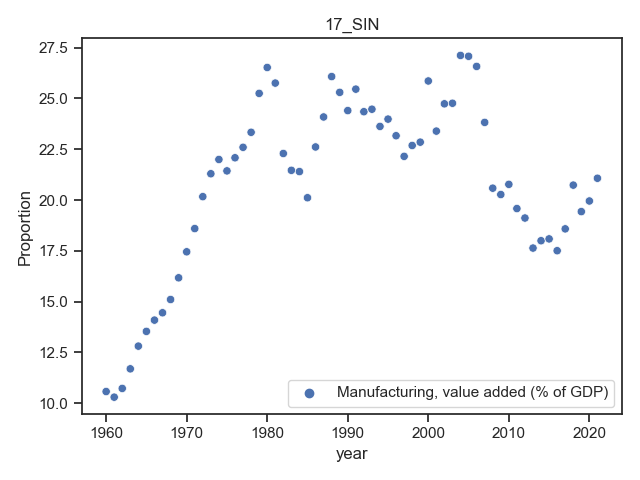 17_SIN
27.5
25.0
22.5
20.0
17.5
15.0
12.5
10.0
Proportion
Manufacturing, value added (% of GDP)
1960 1970 1980 1990 2000 2010 2020
year